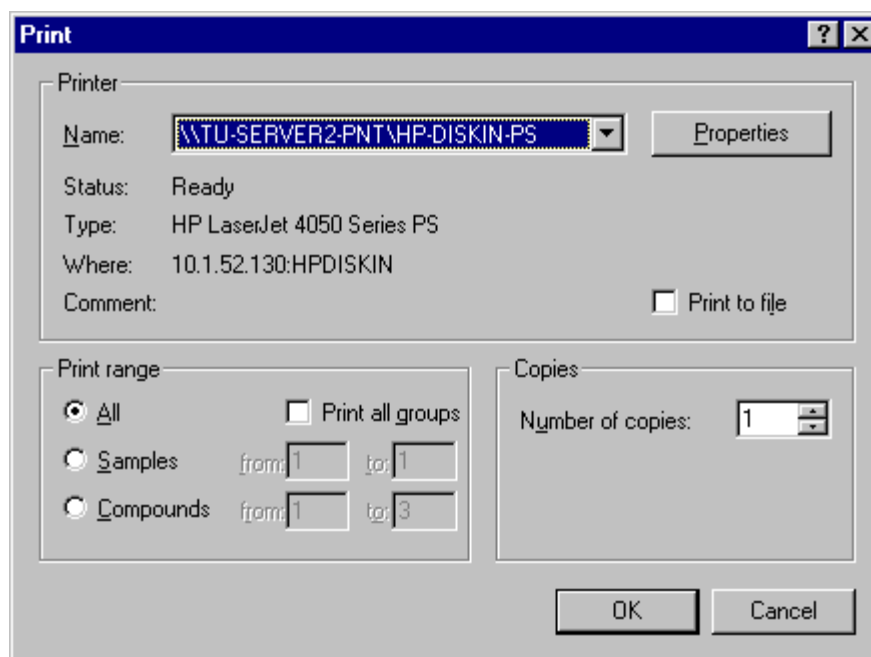 Print
Printer
Name: \\TU-SERVER2-PNT\HP-DISKIN-PS Properties
Status: Ready
Type: HP LaserJet 4050 Series PS
Where: 10.1.52.130:HPDISKIN
Comment: Print to file
Print range
All Print all groups
Samples from: 1 to: 1
Compounds from: 1 to: 3
Copies
Number of copies: 1
OK Cancel